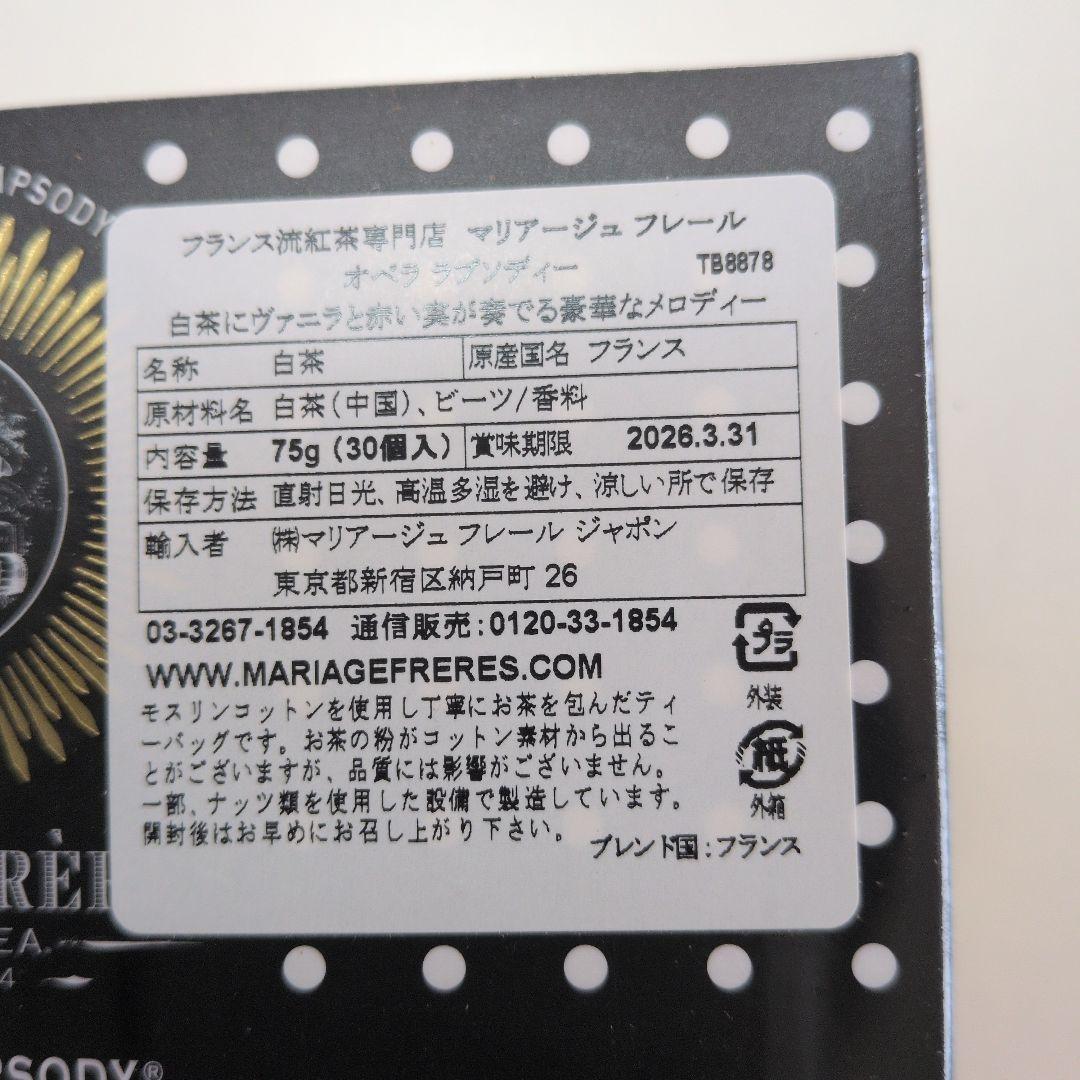 APSODY
フランス流紅茶専門店 マリアージュ フレール
オペラ ラプソディー TB8878
白茶にヴァニラと赤い実が奏でる豪華なメロディー
名称 白茶 原産国名 フランス
原材料名 白茶(中国)、ビーツ/香料
内容量 75g (30個入) 賞味期限 2026.3.31
保存方法 直射日光、高温多湿を避け、涼しい所で保存
輸入者 ㈱マリアージュ フレール ジャポン
東京都新宿区納戸町 26
03-3267-1854 通信販売:0120-33-1854
WWW.MARIAGEFRERES.COM
プラ
外装
モスリンコットンを使用し丁寧にお茶を包んだティ
ーバッグです。お茶の粉がコットン素材から出るこ
とがございますが、品質には影響がございません。
一部、ナッツ類を使用した設備で製造しています。
開封後はお早めにお召し上がり下さい。
紙
外箱
ブレンド国:フランス
RÈR
EA.
4
PSODY®